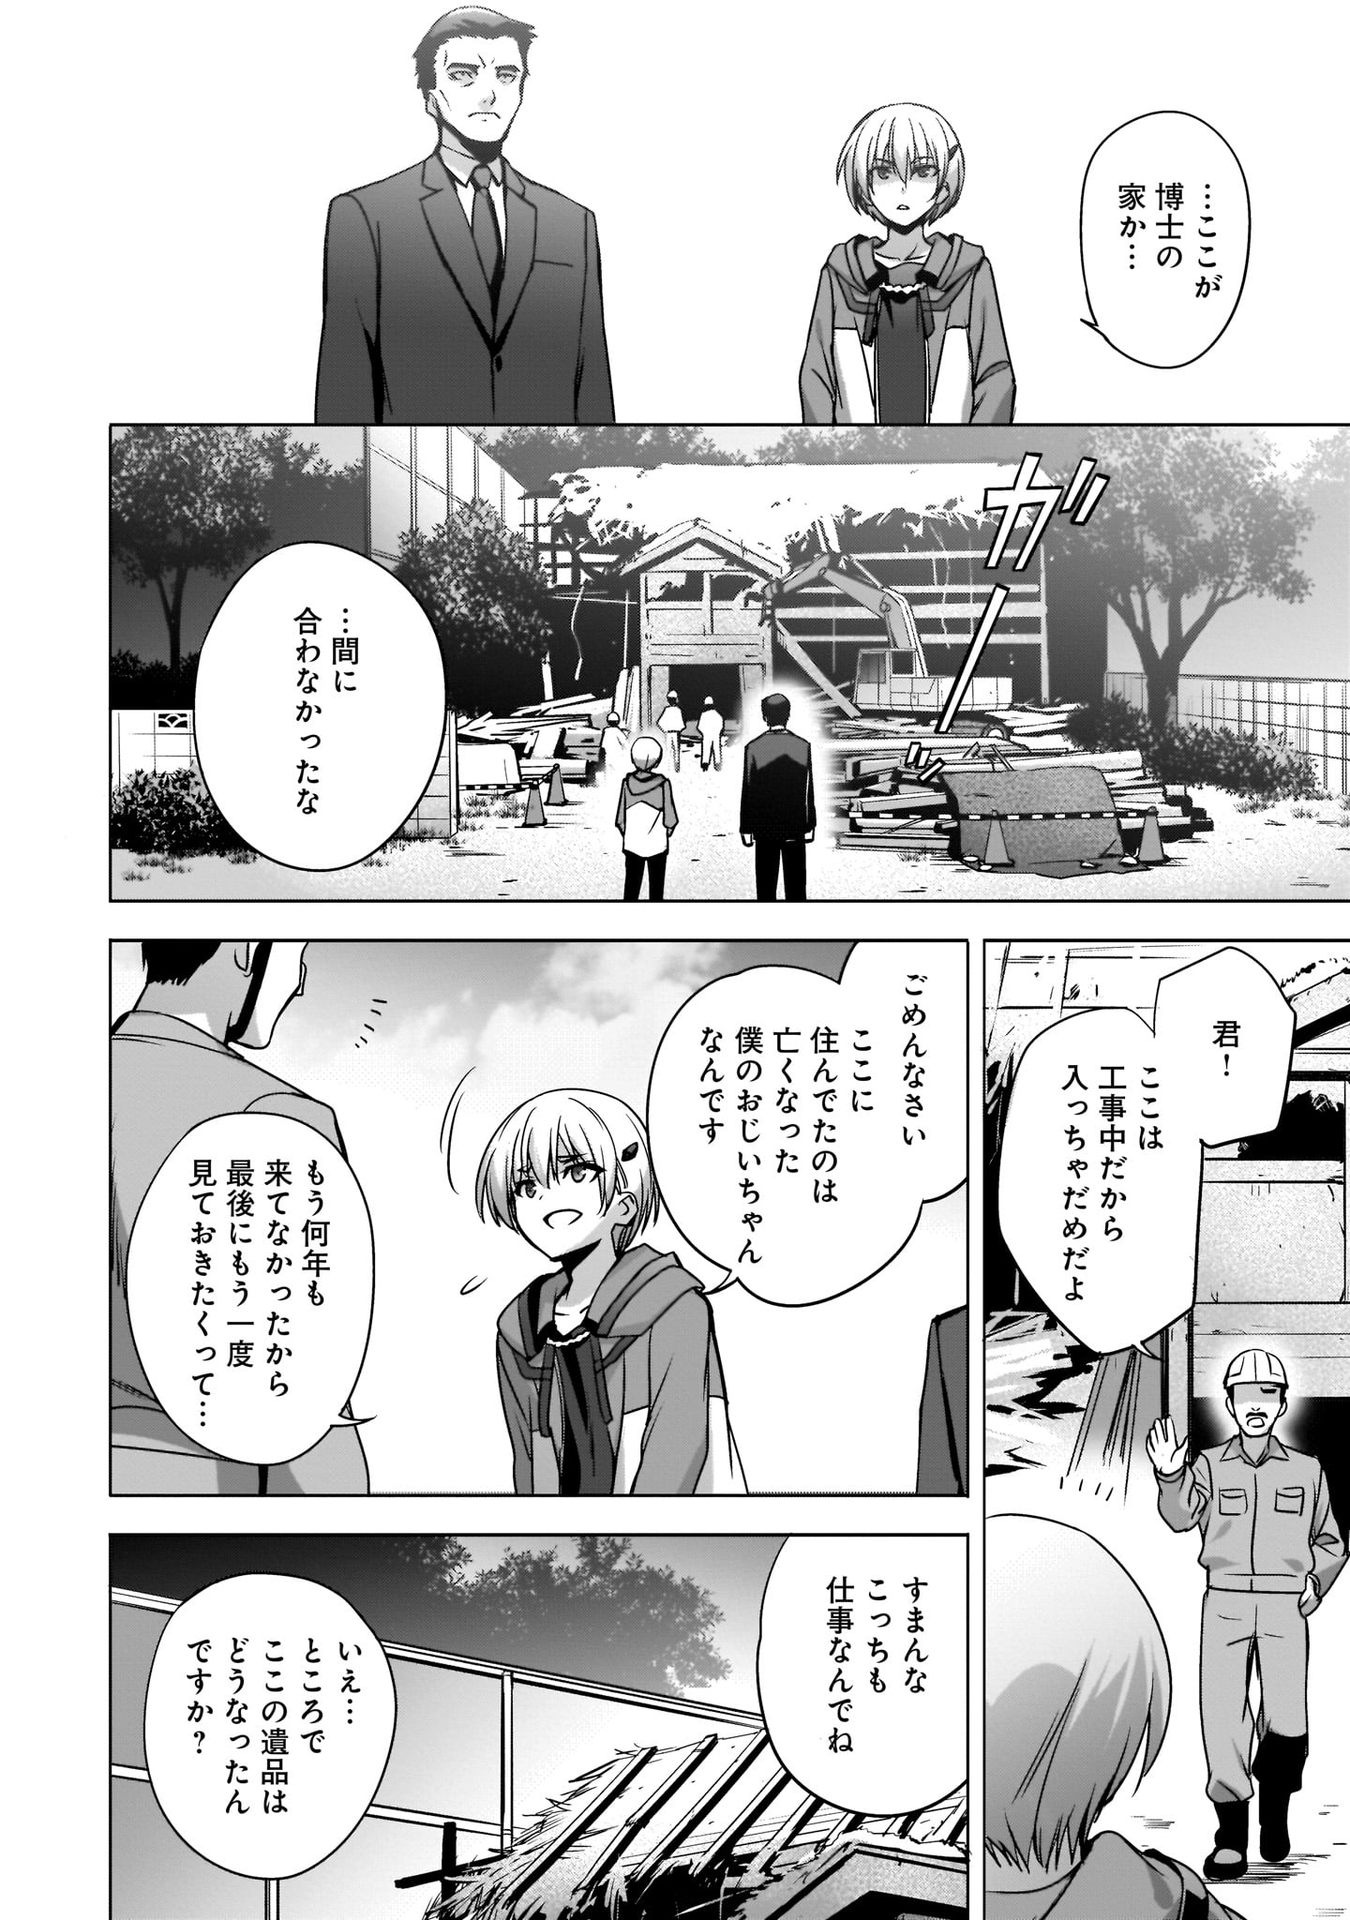 …ここが
博士の
家か…
ガーーッ
…間に
合わなかったな
君！
ここは
工事中だから
入っちゃだめだよ
ごめんなさい
ここに
住んでたのは
亡くなった
僕のおじいちゃん
なんです
もう何年も
来てなかったから
最後にもう一度
見ておきたくって…
すまんな
こっちも
仕事なんでね
いえ…
ところで
ここの遺品は
どうなったん
ですか？